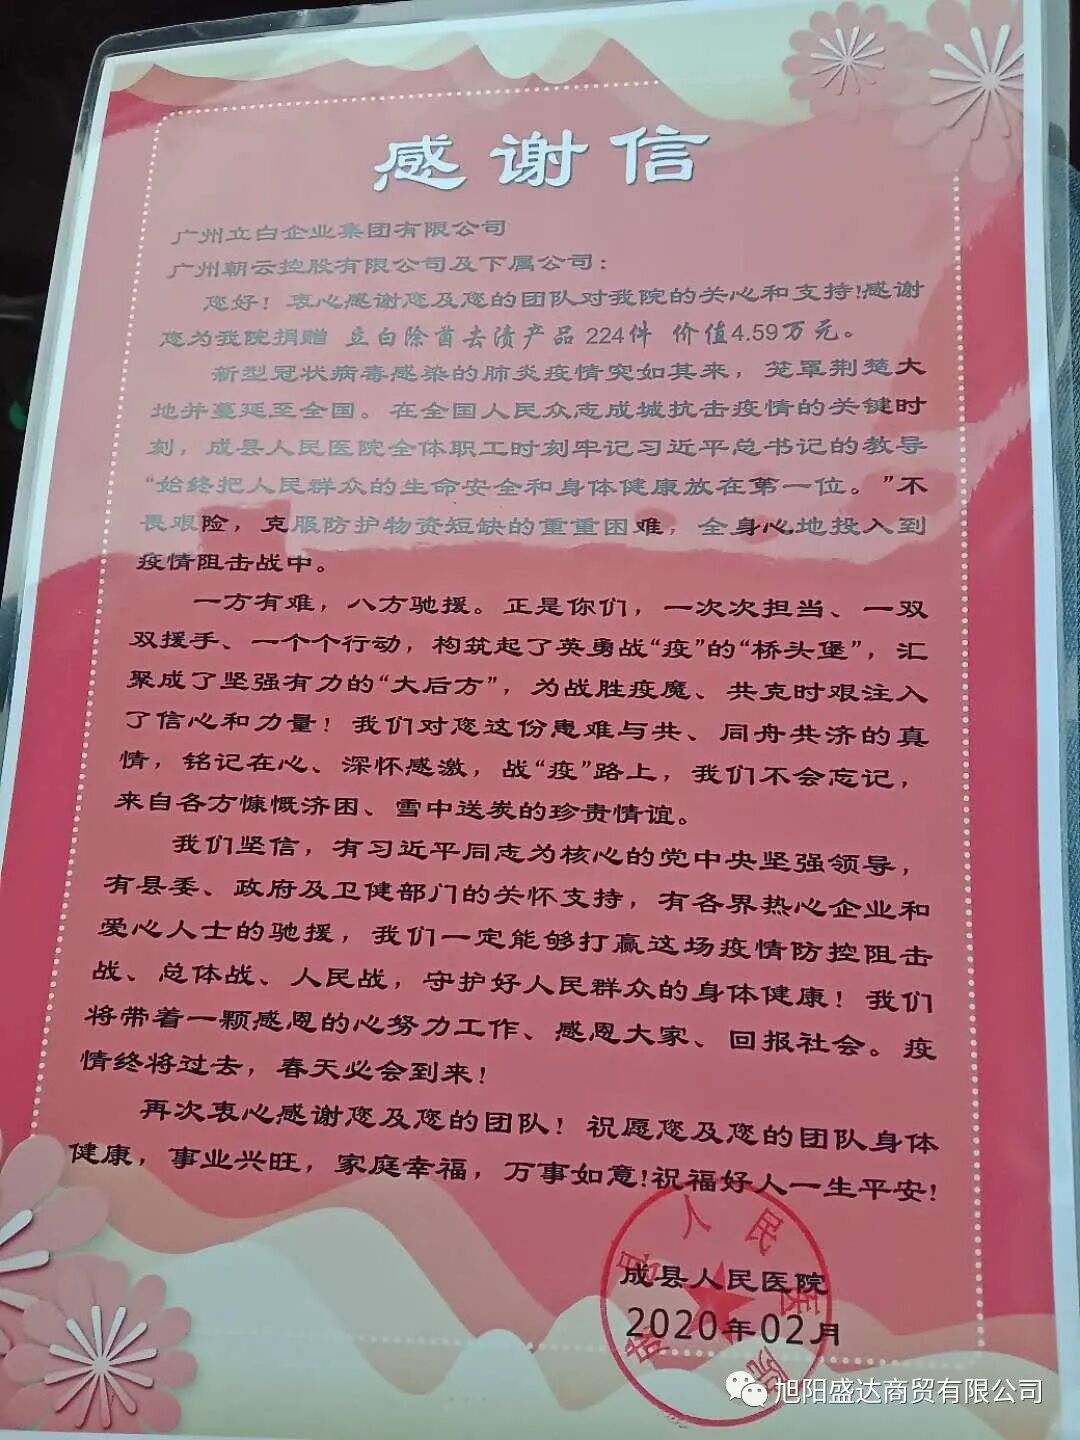 感谢信
广州立白企业集团有限公司
广州朝云控股有限公司及下属公司：
您好！衷心感谢您及您的团队对我院的关心和支持!感谢
您为我院捐赠 立白除菌去渍产品 224件 价值4.59万元。
新型冠状病毒感染的肺炎疫情突如其来，笼罩荆楚大
地并蔓延至全国。在全国人民众志成城抗击疫情的关键时
刻，成县人民医院全体职工时刻牢记习近平总书记的教导
“始终把人民群众的生命安全和身体健康放在第一位。”不
畏艰险，克服防护物资短缺的重重困难，全身心地投入到
疫情阻击战中。
一方有难，八方驰援。正是你们，一次次担当、一双
双援手、一个个行动，构筑起了英勇战“疫”的“桥头堡”，汇
聚成了坚强有力的“大后方”，为战胜疫魔、共克时艰注入
了信心和力量！我们对您这份患难与共、同舟共济的真
情，铭记在心、深怀感激，战“疫”路上，我们不会忘记，
来自各方慷慨济困、雪中送炭的珍贵情谊。
我们坚信，有习近平同志为核心的党中央坚强领导，
有县委、政府及卫健部门的关怀支持，有各界热心企业和
爱心人士的驰援，我们一定能够打赢这场疫情防控阻击
战、总体战、人民战，守护好人民群众的身体健康！我们
将带着一颗感恩的心努力工作、感恩大家、回报社会。疫
情终将过去，春天必会到来！
再次衷心感谢您及您的团队！祝愿您及您的团队身体
健康，事业兴旺，家庭幸福，万事如意!祝福好人一生平安!
成县人民医院
成县人民医院
2020年02月
旭阳盛达商贸有限公司